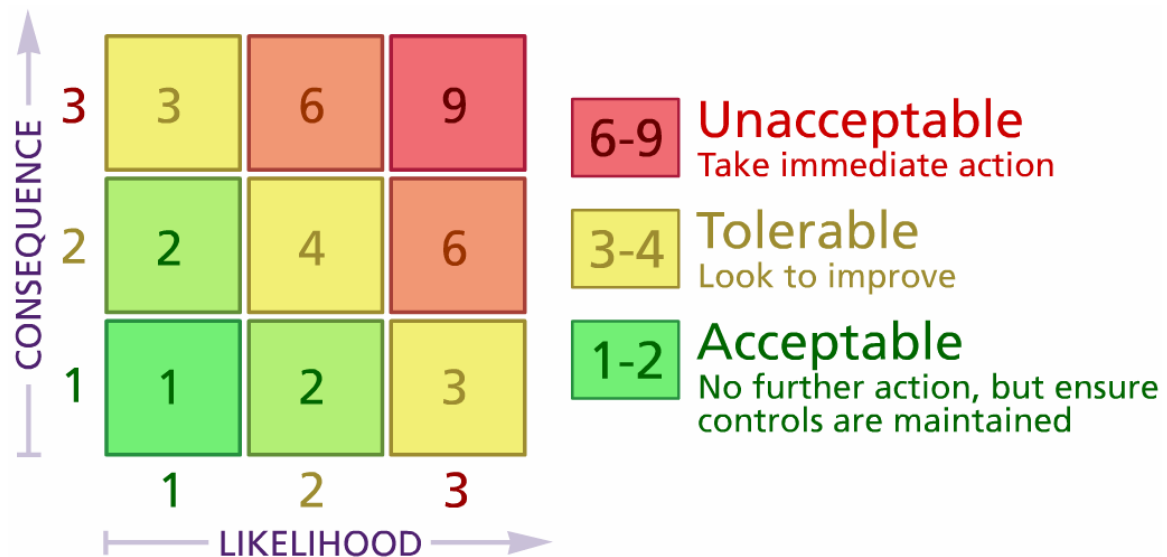 CONSEQUENCE
3
3
6
9
2
2
4
6
1
1
2
3
1
2
3
LIKELIHOOD
6-9
Unacceptable
Take immediate action
3-4
Tolerable
Look to improve
1-2
Acceptable
No further action, but ensure
controls are maintained